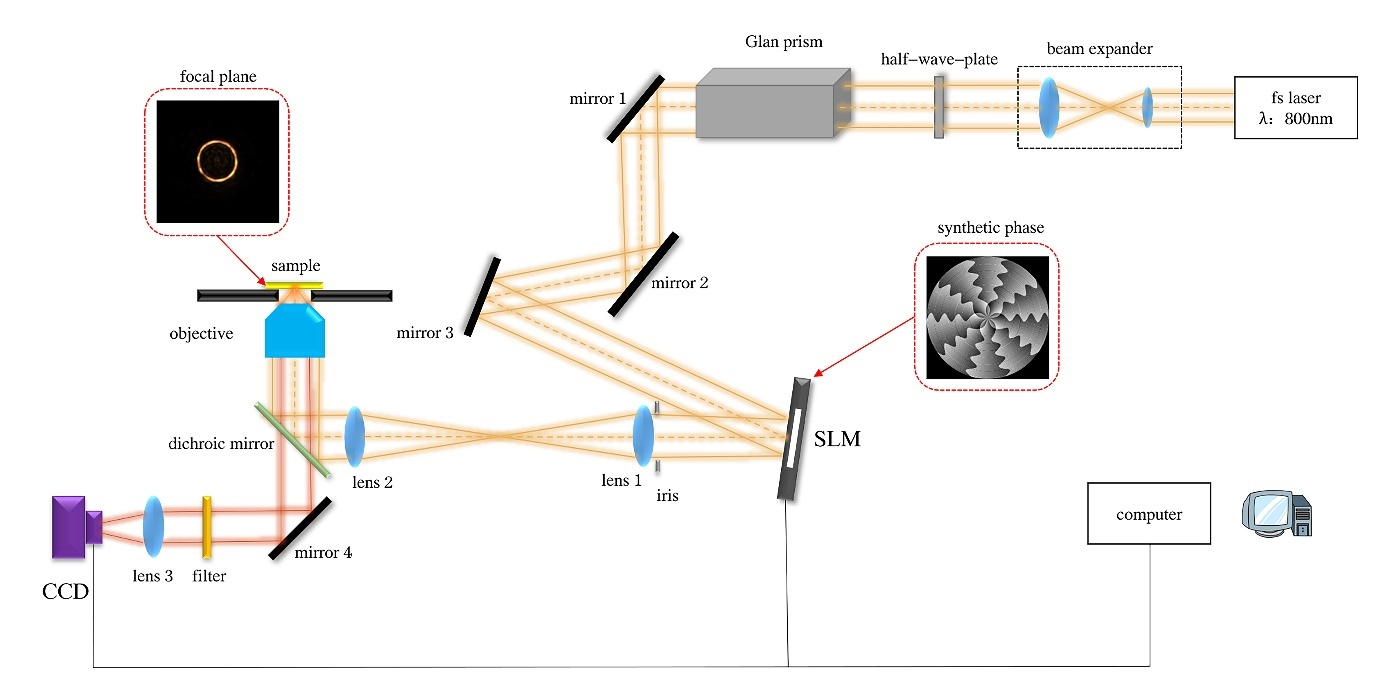 Glan prism
half-wave-plate
beam expander
fs laser
λ: 800nm
mirror 1
focal plane
synthetic phase
sample
mirror 2
mirror 3
objective
dichroic mirror
SLM
lens 2
lens 1
iris
computer
mirror 4
lens 3
filter
CCD